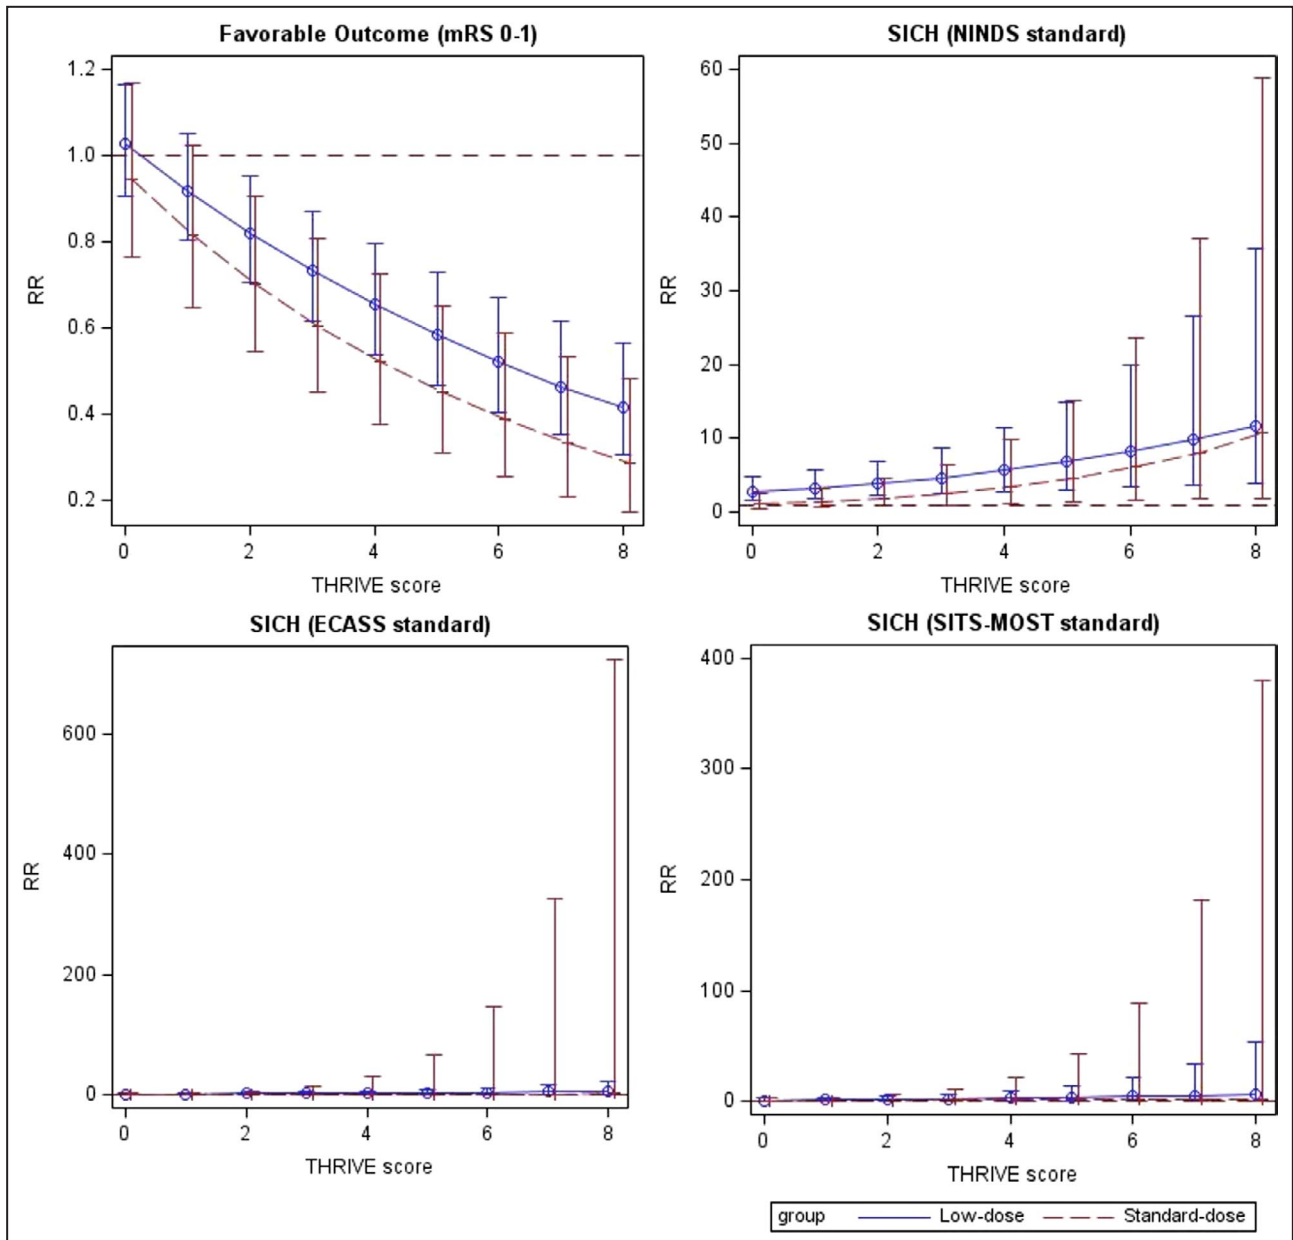 Favorable Outcome (mRS 0-1)
1.2
1.0
0.8
0.6
0.4
0.2
RR
0 2 4 6 8
THRIVE score
SICH (NINDS standard)
60
50
40
30
20
10
0
RR
0 2 4 6 8
THRIVE score
SICH (ECASS standard)
600
400
200
0
RR
0 2 4 6 8
THRIVE score
SICH (SITS-MOST standard)
400
300
200
100
0
RR
0 2 4 6 8
THRIVE score
group Low-dose Standard-dose